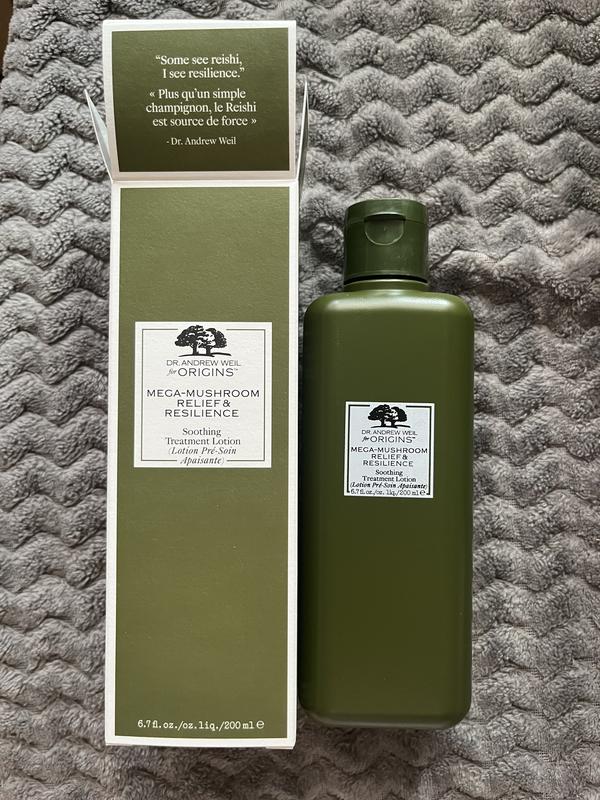 “Some see reishi,
I see resilience.”
« Plus qu’un simple
champignon, le Reishi
est source de force »
- Dr. Andrew Weil
DR. ANDREW WEIL
for ORIGINS™
MEGA-MUSHROOM
RELIEF &
RESILIENCE
Soothing
Treatment Lotion
(Lotion Pré-Soin
Apaisante)
6.7 fl. oz./oz. liq./200 ml ℮
DR. ANDREW WEIL
for ORIGINS™
MEGA-MUSHROOM
RELIEF &
RESILIENCE
Soothing
Treatment Lotion
(Lotion Pré-Soin Apaisante)
6.7 fl. oz./oz. liq./200 ml ℮